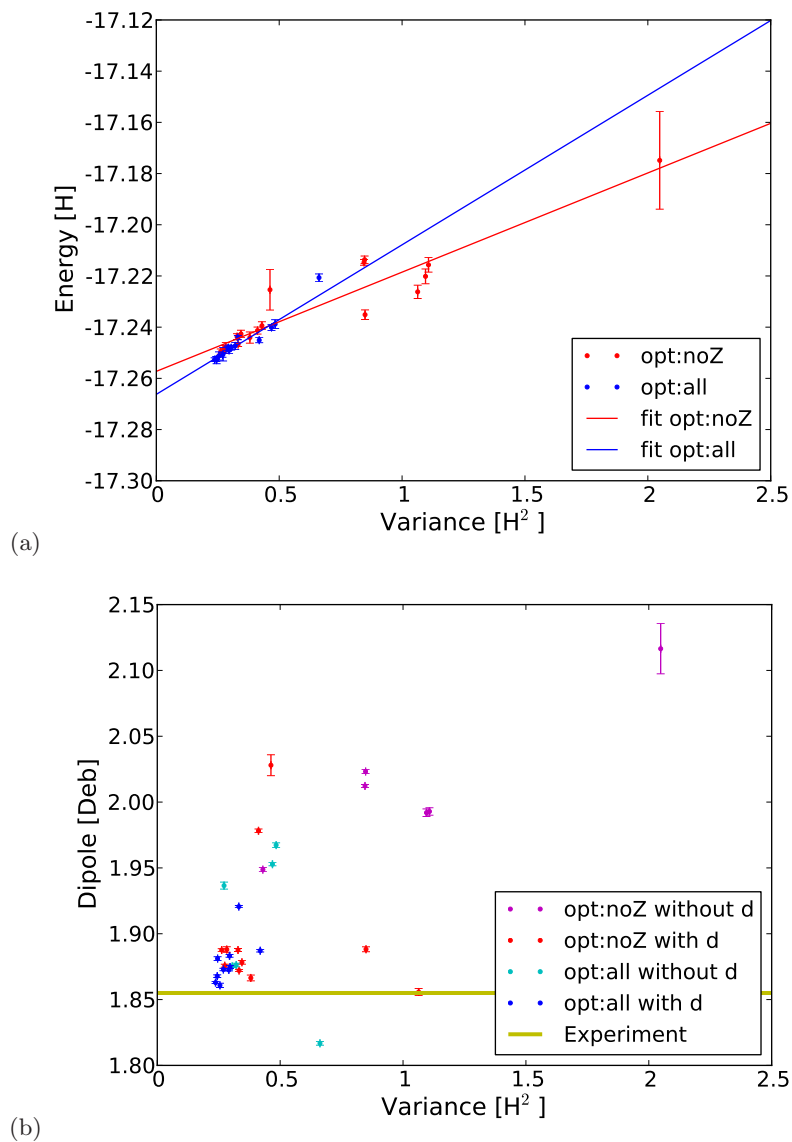 -17.12
-17.14
-17.16
-17.18
-17.20
-17.22
-17.24
-17.26
-17.28
-17.30
Energy [H]
opt:noZ
opt:all
fit opt:noZ
fit opt:all
0 0.5 1 1.5 2 2.5
Variance [H² ]
(a)
2.15
2.10
2.05
2.00
1.95
1.90
1.85
1.80
Dipole [Deb]
opt:noZ without d
opt:noZ with d
opt:all without d
opt:all with d
Experiment
0 0.5 1 1.5 2 2.5
Variance [H² ]
(b)